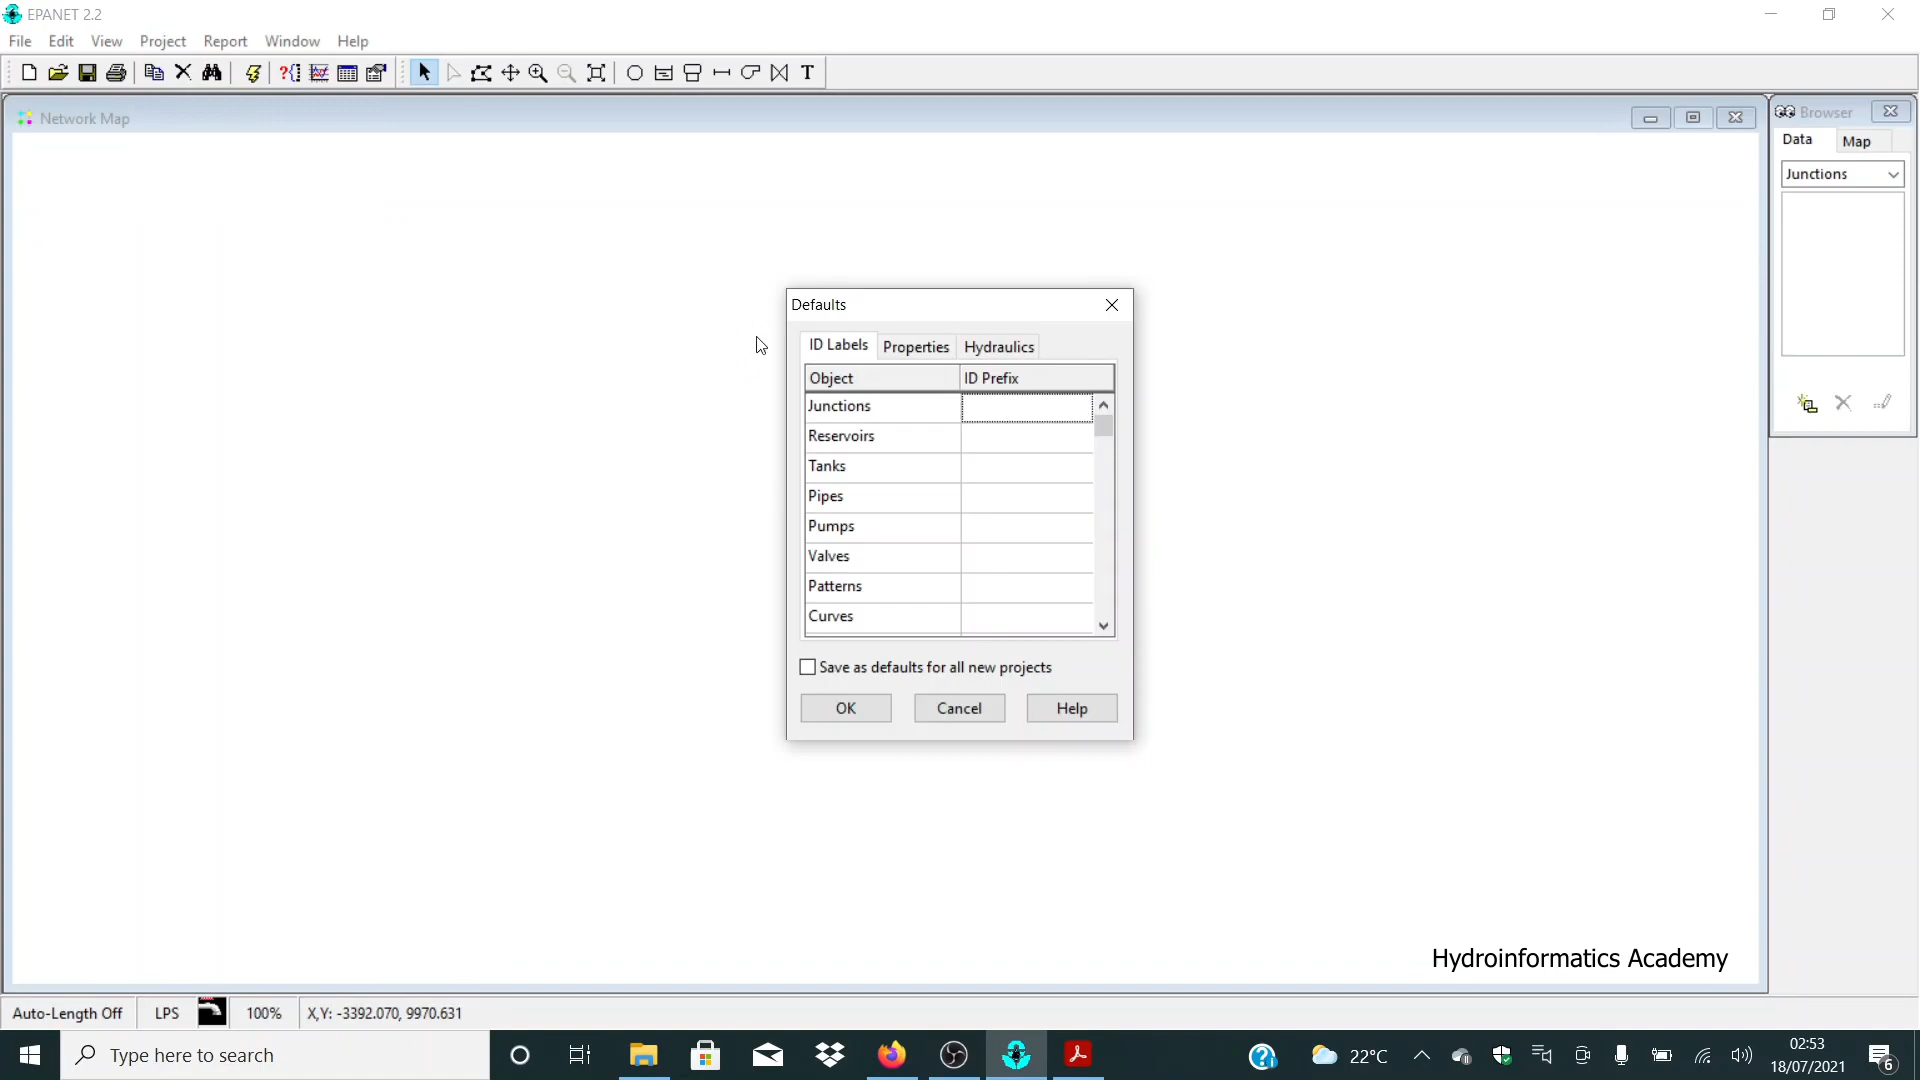 EPANET 2.2
File Edit View Project Report Window Help
Network Map
Browser
Data Map
Junctions
Defaults
ID Labels Properties Hydraulics
Object ID Prefix
Junctions
Reservoirs
Tanks
Pipes
Pumps
Valves
Patterns
Curves
Save as defaults for all new projects
OK Cancel Help
Hydroinformatics Academy
Auto-Length Off LPS 100% X,Y: -3392.070, 9970.631
Type here to search
22°C
02:53
18/07/2021
6